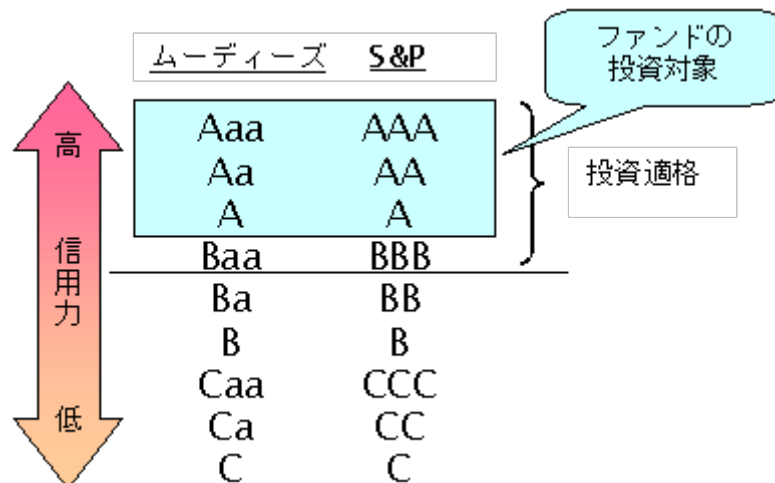 ムーディーズ S&P
ファンドの
投資対象
高
信用力
低
Aaa AAA
Aa AA
A A
Baa BBB
投資適格
Ba BB
B B
Caa CCC
Ca CC
C C